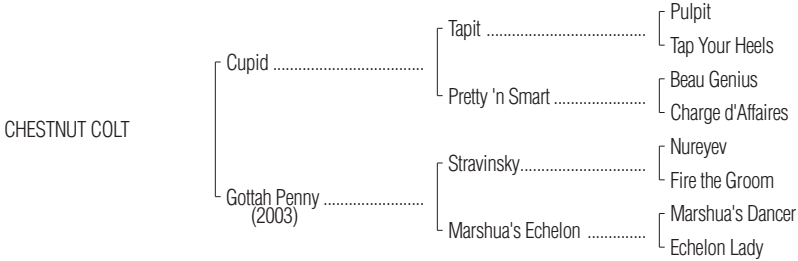 Pulpit
Tapit ....................................
Tap Your Heels
Cupid ..................................
Beau Genius
Pretty 'n Smart .....................
Charge d'Affaires
CHESTNUT COLT
Nureyev
Stravinsky............................
Fire the Groom
Gottah Penny .......................
(2003)
Marshua's Dancer
Marshua's Echelon .............
Echelon Lady